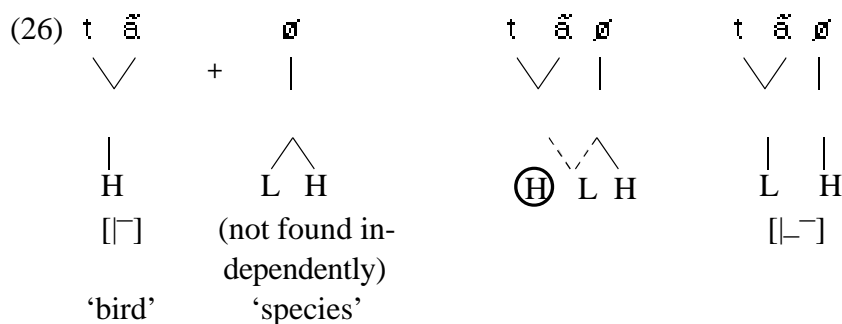 (26) t ã́ + ø t ã́ ø t ã́ ø
H L H Ⓗ L H L H
[|¯] (not found in- [|_¯]
dependently)
‘bird’ ‘species’